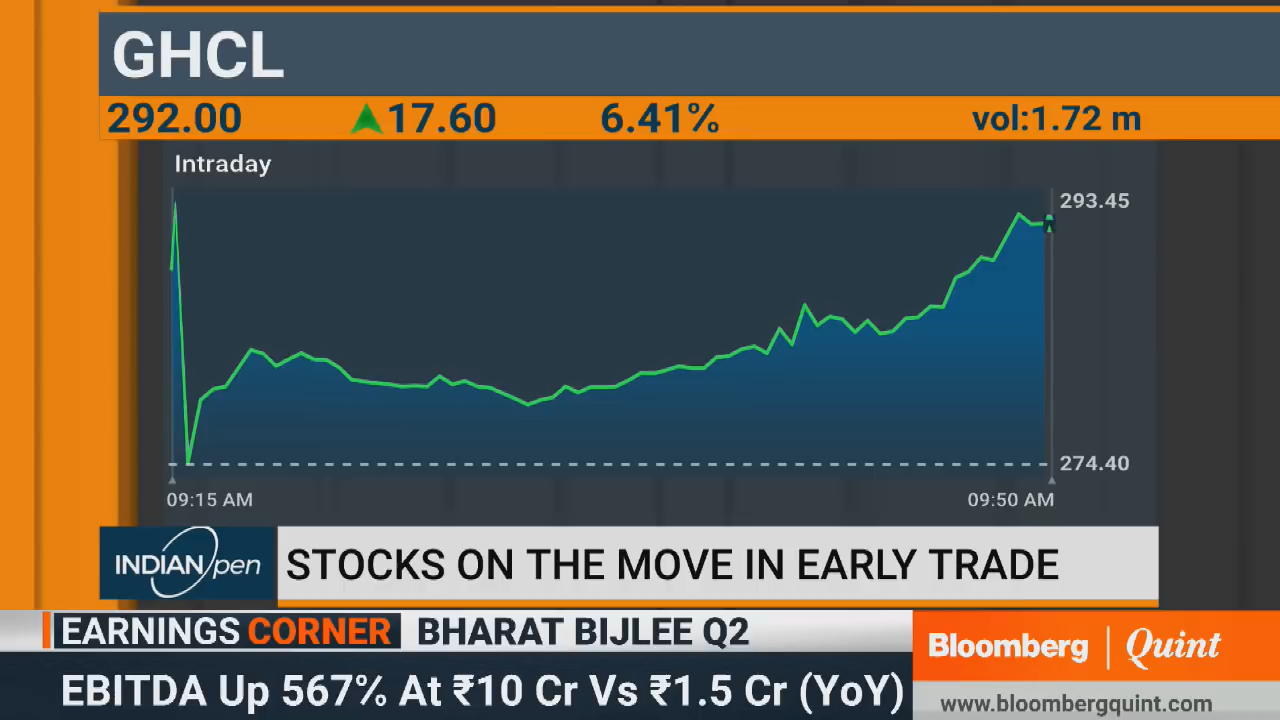 GHCL
292.00 17.60 6.41% vol:1.72 m
Intraday
293.45
274.40
09:15 AM 09:50 AM
INDIAN Open STOCKS ON THE MOVE IN EARLY TRADE
EARNINGS CORNER BHARAT BIJLEE Q2
EBITDA Up 567% At ₹10 Cr Vs ₹1.5 Cr (YoY)
Bloomberg | Quint
www.bloombergquint.com